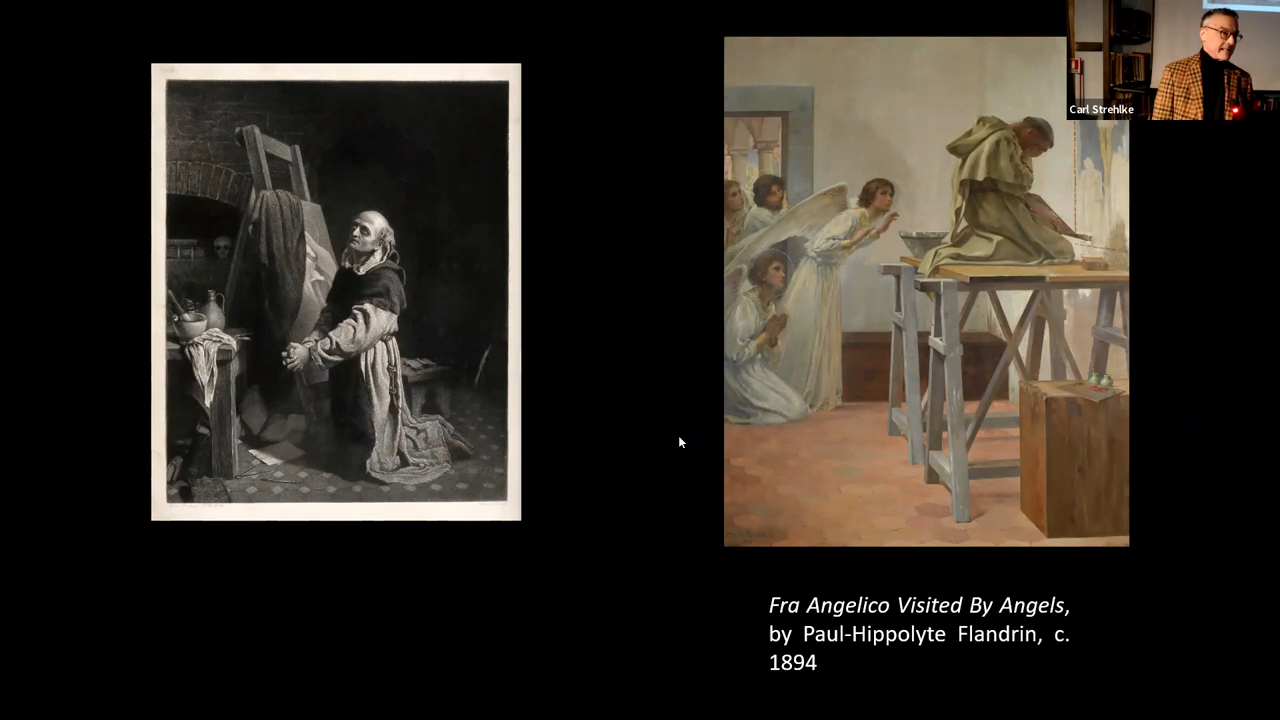 Carl Strehlke
Fra Angelico Visited By Angels,
by Paul-Hippolyte Flandrin, c.
1894